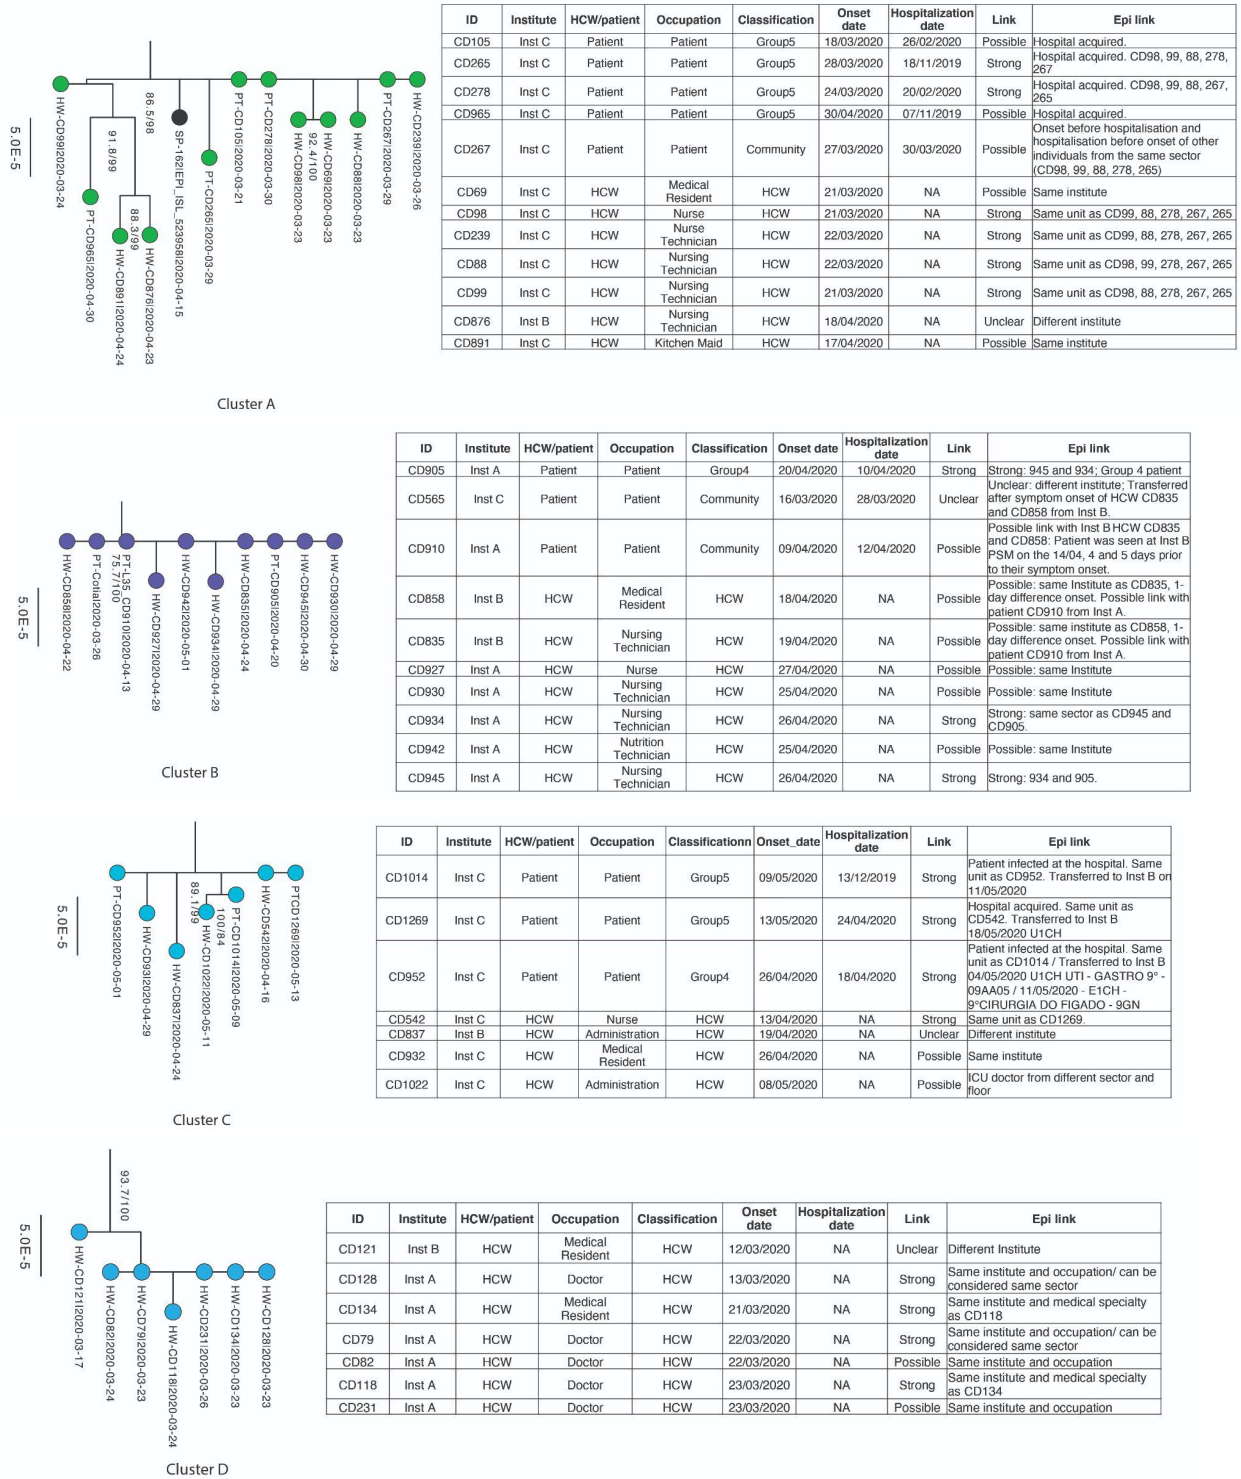 5.0E-5
86.5/98
91.8/99
88.3/99
92.4/100
HW-CD99|2020-03-24
PT-CD965|2020-04-30
HW-CD891|2020-04-24
HW-CD876|2020-04-23
SP-162|EPI_ISL_523958|2020-04-15
PT-CD265|2020-03-29
PT-CD105|2020-03-21
PT-CD278|2020-03-30
HW-CD98|2020-03-23
HW-CD69|2020-03-23
HW-CD88|2020-03-23
PT-CD267|2020-03-29
HW-CD239|2020-03-26
Cluster A
ID Institute HCW/patient Occupation Classification Onset date Hospitalization date Link Epi link
CD105 Inst C Patient Patient Group5 18/03/2020 26/02/2020 Possible Hospital acquired.
CD265 Inst C Patient Patient Group5 28/03/2020 18/11/2019 Strong Hospital acquired. CD98, 99, 88, 278, 267
CD278 Inst C Patient Patient Group5 24/03/2020 20/02/2020 Strong Hospital acquired. CD98, 99, 88, 267, 265
CD965 Inst C Patient Patient Group5 30/04/2020 07/11/2019 Possible Hospital acquired.
CD267 Inst C Patient Patient Community 27/03/2020 30/03/2020 Possible Onset before hospitalisation and hospitalisation before onset of other individuals from the same sector (CD98, 99, 88, 278, 265)
CD69 Inst C HCW Medical Resident HCW 21/03/2020 NA Possible Same institute
CD98 Inst C HCW Nurse HCW 21/03/2020 NA Strong Same unit as CD99, 88, 278, 267, 265
CD239 Inst C HCW Nurse Technician HCW 22/03/2020 NA Strong Same unit as CD99, 88, 278, 267, 265
CD88 Inst C HCW Nursing Technician HCW 22/03/2020 NA Strong Same unit as CD98, 99, 278, 267, 265
CD99 Inst C HCW Nursing Technician HCW 21/03/2020 NA Strong Same unit as CD98, 88, 278, 267, 265
CD876 Inst B HCW Nursing Technician HCW 18/04/2020 NA Unclear Different institute
CD891 Inst C HCW Kitchen Maid HCW 17/04/2020 NA Possible Same institute
5.0E-5
75.7/100
HW-CD858|2020-04-22
PT-Cotia|2020-03-26
PT-L35_CD910|2020-04-13
HW-CD927|2020-04-29
HW-CD942|2020-05-01
HW-CD934|2020-04-29
HW-CD835|2020-04-24
PT-CD905|2020-04-20
HW-CD945|2020-04-30
HW-CD930|2020-04-29
Cluster B
ID Institute HCW/patient Occupation Classification Onset date Hospitalization date Link Epi link
CD905 Inst A Patient Patient Group4 20/04/2020 10/04/2020 Strong Strong: 945 and 934; Group 4 patient
CD565 Inst C Patient Patient Community 16/03/2020 28/03/2020 Unclear Unclear: different institute; Transferred after symptom onset of HCW CD835 and CD858 from Inst B.
CD910 Inst A Patient Patient Community 09/04/2020 12/04/2020 Possible Possible link with Inst B HCW CD835 and CD858: Patient was seen at Inst B PSM on the 14/04, 4 and 5 days prior to their symptom onset.
CD858 Inst B HCW Medical Resident HCW 18/04/2020 NA Possible Possible: same Institute as CD835, 1-day difference onset. Possible link with patient CD910 from Inst A.
CD835 Inst B HCW Nursing Technician HCW 19/04/2020 NA Possible Possible: same institute as CD858, 1-day difference onset. Possible link with patient CD910 from Inst A.
CD927 Inst A HCW Nurse HCW 27/04/2020 NA Possible Possible: same Institute
CD930 Inst A HCW Nursing Technician HCW 25/04/2020 NA Possible Possible: same Institute
CD934 Inst A HCW Nursing Technician HCW 26/04/2020 NA Strong Strong: same sector as CD945 and CD905.
CD942 Inst A HCW Nutrition Technician HCW 25/04/2020 NA Possible Possible: same Institute
CD945 Inst A HCW Nursing Technician HCW 26/04/2020 NA Strong Strong: 934 and 905.
5.0E-5
89.1/99
100/84
PT-CD952|2020-05-01
HW-CD93|2020-04-29
HW-CD837|2020-04-24
HW-CD1022|2020-05-11
PT-CD1014|2020-05-09
HW-CD542|2020-04-16
PTCD1269|2020-05-13
Cluster C
ID Institute HCW/patient Occupation Classificationn Onset_date Hospitalization date Link Epi link
CD1014 Inst C Patient Patient Group5 09/05/2020 13/12/2019 Strong Patient infected at the hospital. Same unit as CD952. Transferred to Inst B on 11/05/2020
CD1269 Inst C Patient Patient Group5 13/05/2020 24/04/2020 Strong Hospital acquired. Same unit as CD542. Transferred to Inst B 18/05/2020 U1CH
CD952 Inst C Patient Patient Group4 26/04/2020 18/04/2020 Strong Patient infected at the hospital. Same unit as CD1014 / Transferred to Inst B 04/05/2020 U1CH UTI - GASTRO 9° - 09AA05 / 11/05/2020 - E1CH - 9°CIRURGIA DO FIGADO - 9GN
CD542 Inst C HCW Nurse HCW 13/04/2020 NA Strong Same unit as CD1269.
CD837 Inst B HCW Administration HCW 19/04/2020 NA Unclear Different institute
CD932 Inst C HCW Medical Resident HCW 26/04/2020 NA Possible Same institute
CD1022 Inst C HCW Administration HCW 08/05/2020 NA Possible ICU doctor from different sector and floor
5.0E-5
93.7/100
HW-CD121|2020-03-17
HW-CD82|2020-03-24
HW-CD79|2020-03-23
HW-CD118|2020-03-24
HW-CD231|2020-03-26
HW-CD134|2020-03-23
HW-CD128|2020-03-23
Cluster D
ID Institute HCW/patient Occupation Classification Onset date Hospitalization date Link Epi link
CD121 Inst B HCW Medical Resident HCW 12/03/2020 NA Unclear Different Institute
CD128 Inst A HCW Doctor HCW 13/03/2020 NA Strong Same institute and occupation/ can be considered same sector
CD134 Inst A HCW Medical Resident HCW 21/03/2020 NA Strong Same institute and medical specialty as CD118
CD79 Inst A HCW Doctor HCW 22/03/2020 NA Strong Same institute and occupation/ can be considered same sector
CD82 Inst A HCW Doctor HCW 22/03/2020 NA Possible Same institute and occupation
CD118 Inst A HCW Doctor HCW 23/03/2020 NA Strong Same institute and medical specialty as CD134
CD231 Inst A HCW Doctor HCW 23/03/2020 NA Possible Same institute and occupation